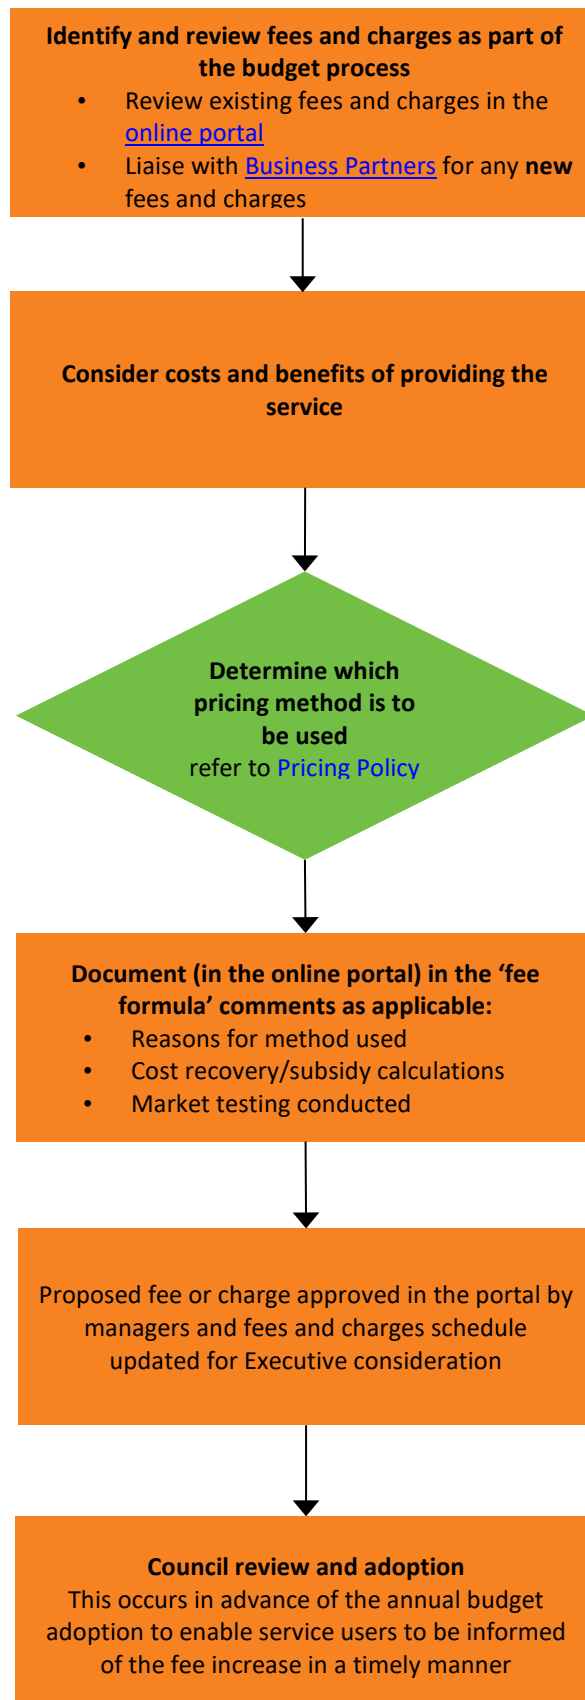 Identify and review fees and charges as part of
the budget process
• Review existing fees and charges in the
online portal
• Liaise with Business Partners for any new
fees and charges
Consider costs and benefits of providing the
service
Determine which
pricing method is to
be used
refer to Pricing Policy
Document (in the online portal) in the ‘fee
formula’ comments as applicable:
• Reasons for method used
• Cost recovery/subsidy calculations
• Market testing conducted
Proposed fee or charge approved in the portal by
managers and fees and charges schedule
updated for Executive consideration
Council review and adoption
This occurs in advance of the annual budget
adoption to enable service users to be informed
of the fee increase in a timely manner